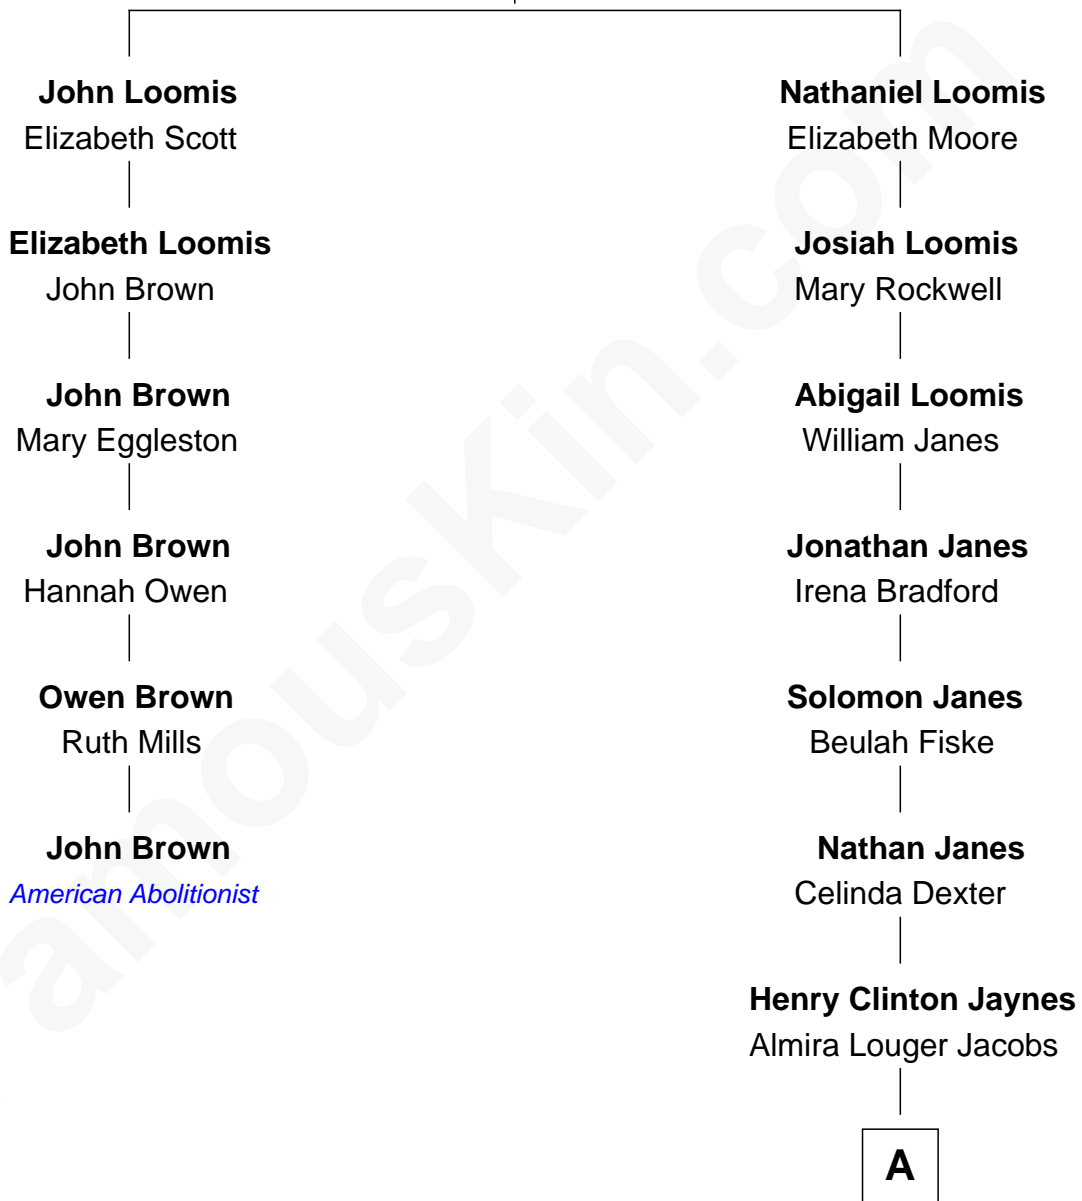 John Loomis
Elizabeth Scott
Elizabeth Loomis
John Brown
John Brown
Mary Eggleston
John Brown
Hannah Owen
Owen Brown
Ruth Mills
John Brown
American Abolitionist
Nathaniel Loomis
Elizabeth Moore
Josiah Loomis
Mary Rockwell
Abigail Loomis
William Janes
Jonathan Janes
Irena Bradford
Solomon Janes
Beulah Fiske
Nathan Janes
Celinda Dexter
Henry Clinton Jaynes
Almira Louger Jacobs
A
amouskin.com